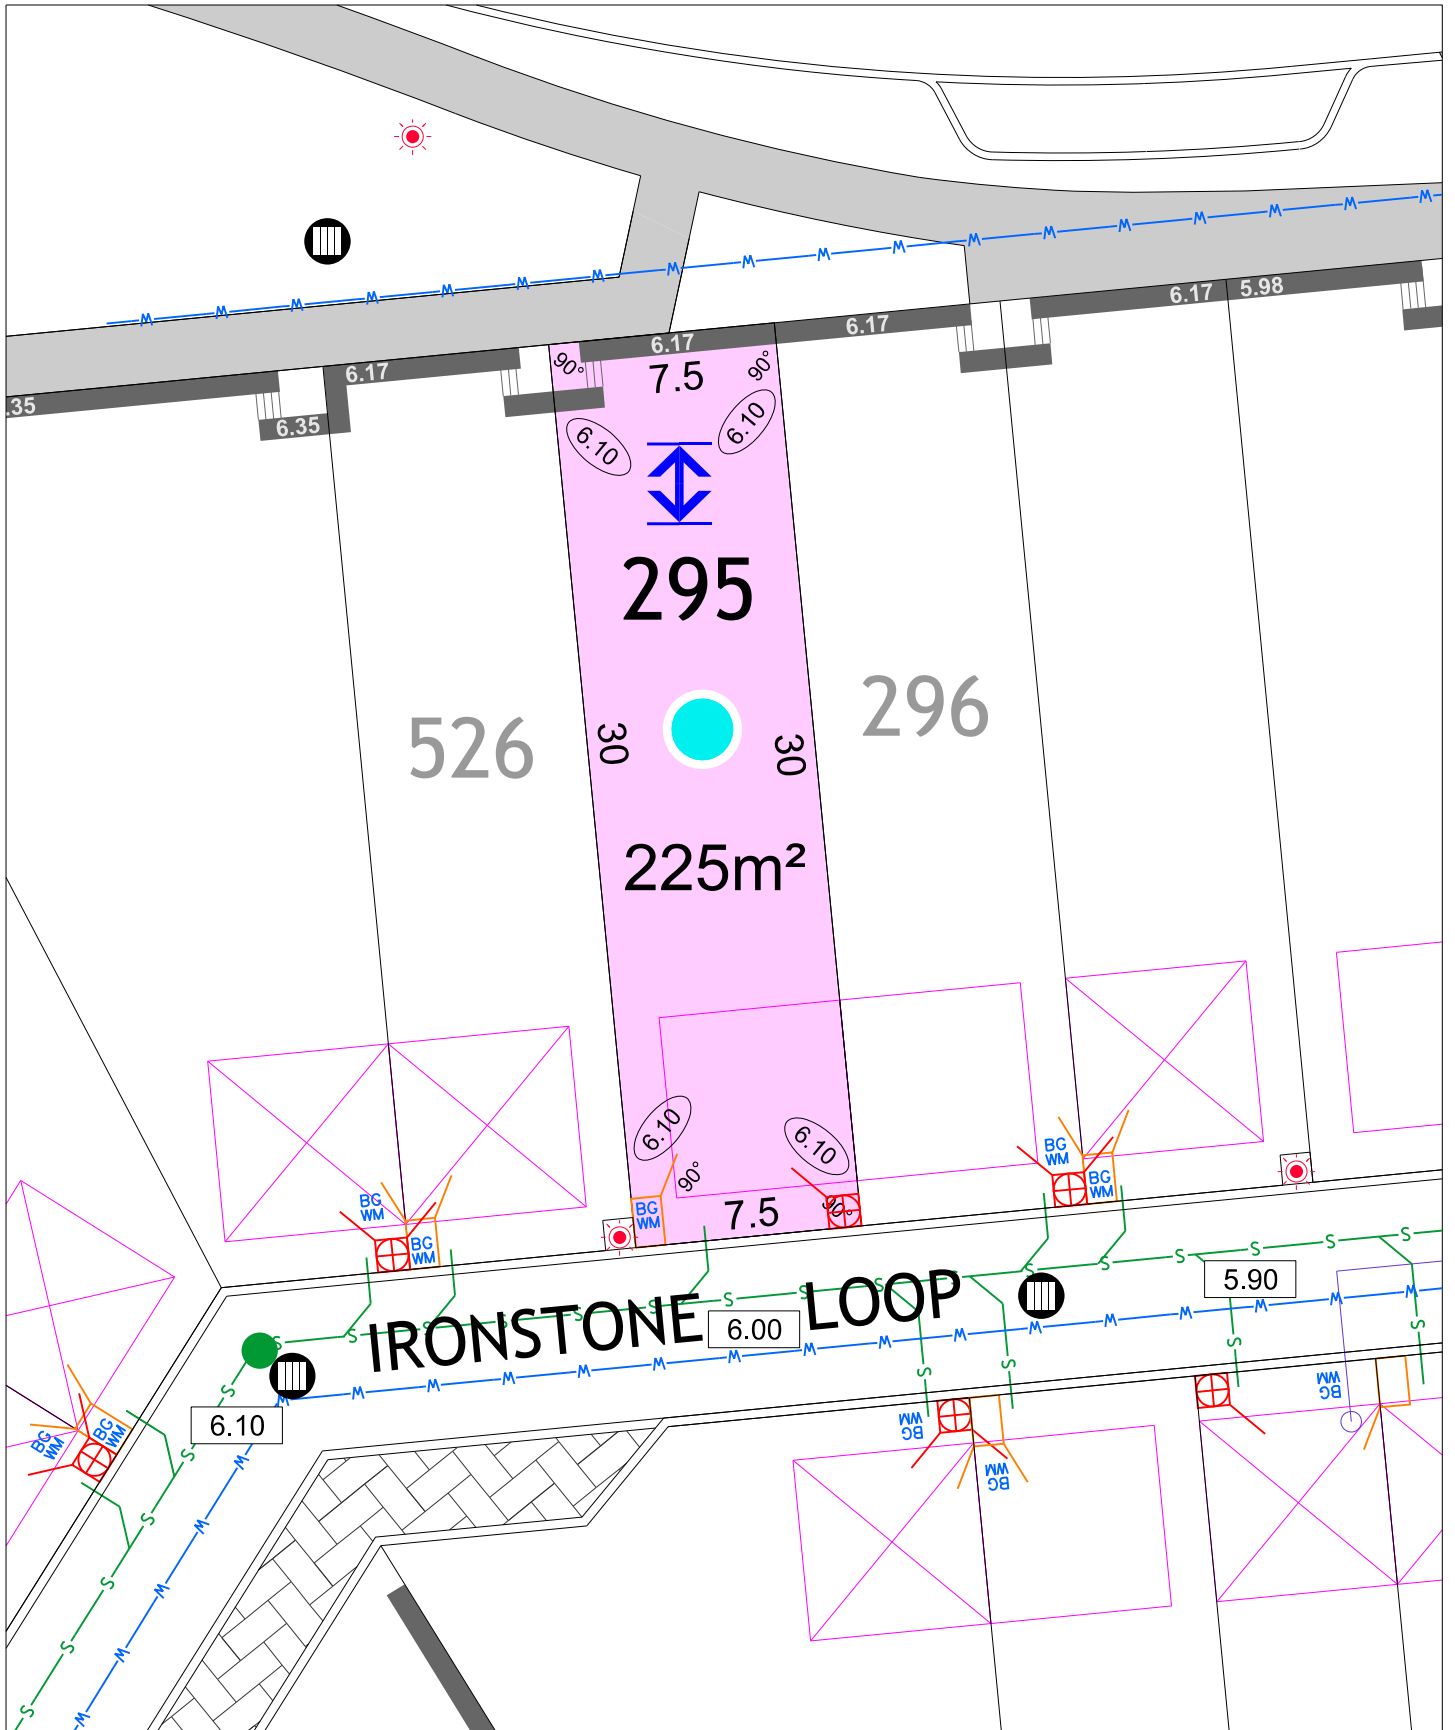 W W W W W W W W W W W W W W W W W W
6.17 5.98
6.17
6.17
6.17
.35
6.35
90°
7.5
90°
6.10
6.10
295
526
296
30
30
225m²
6.10
6.10
90°
7.5
90°
BG
WM
BG
WM
BG
WM
BG
WM
BG
WM
IRONSTONE LOOP
6.00
5.90
6.10
S S S S S S S S S S S S S S
W W W W W W W W W W W W W W W W
BG
WM
BG
WM
BG
WM
BG
WM
BG
WM
S S S S
S S S S S S
W W W W W